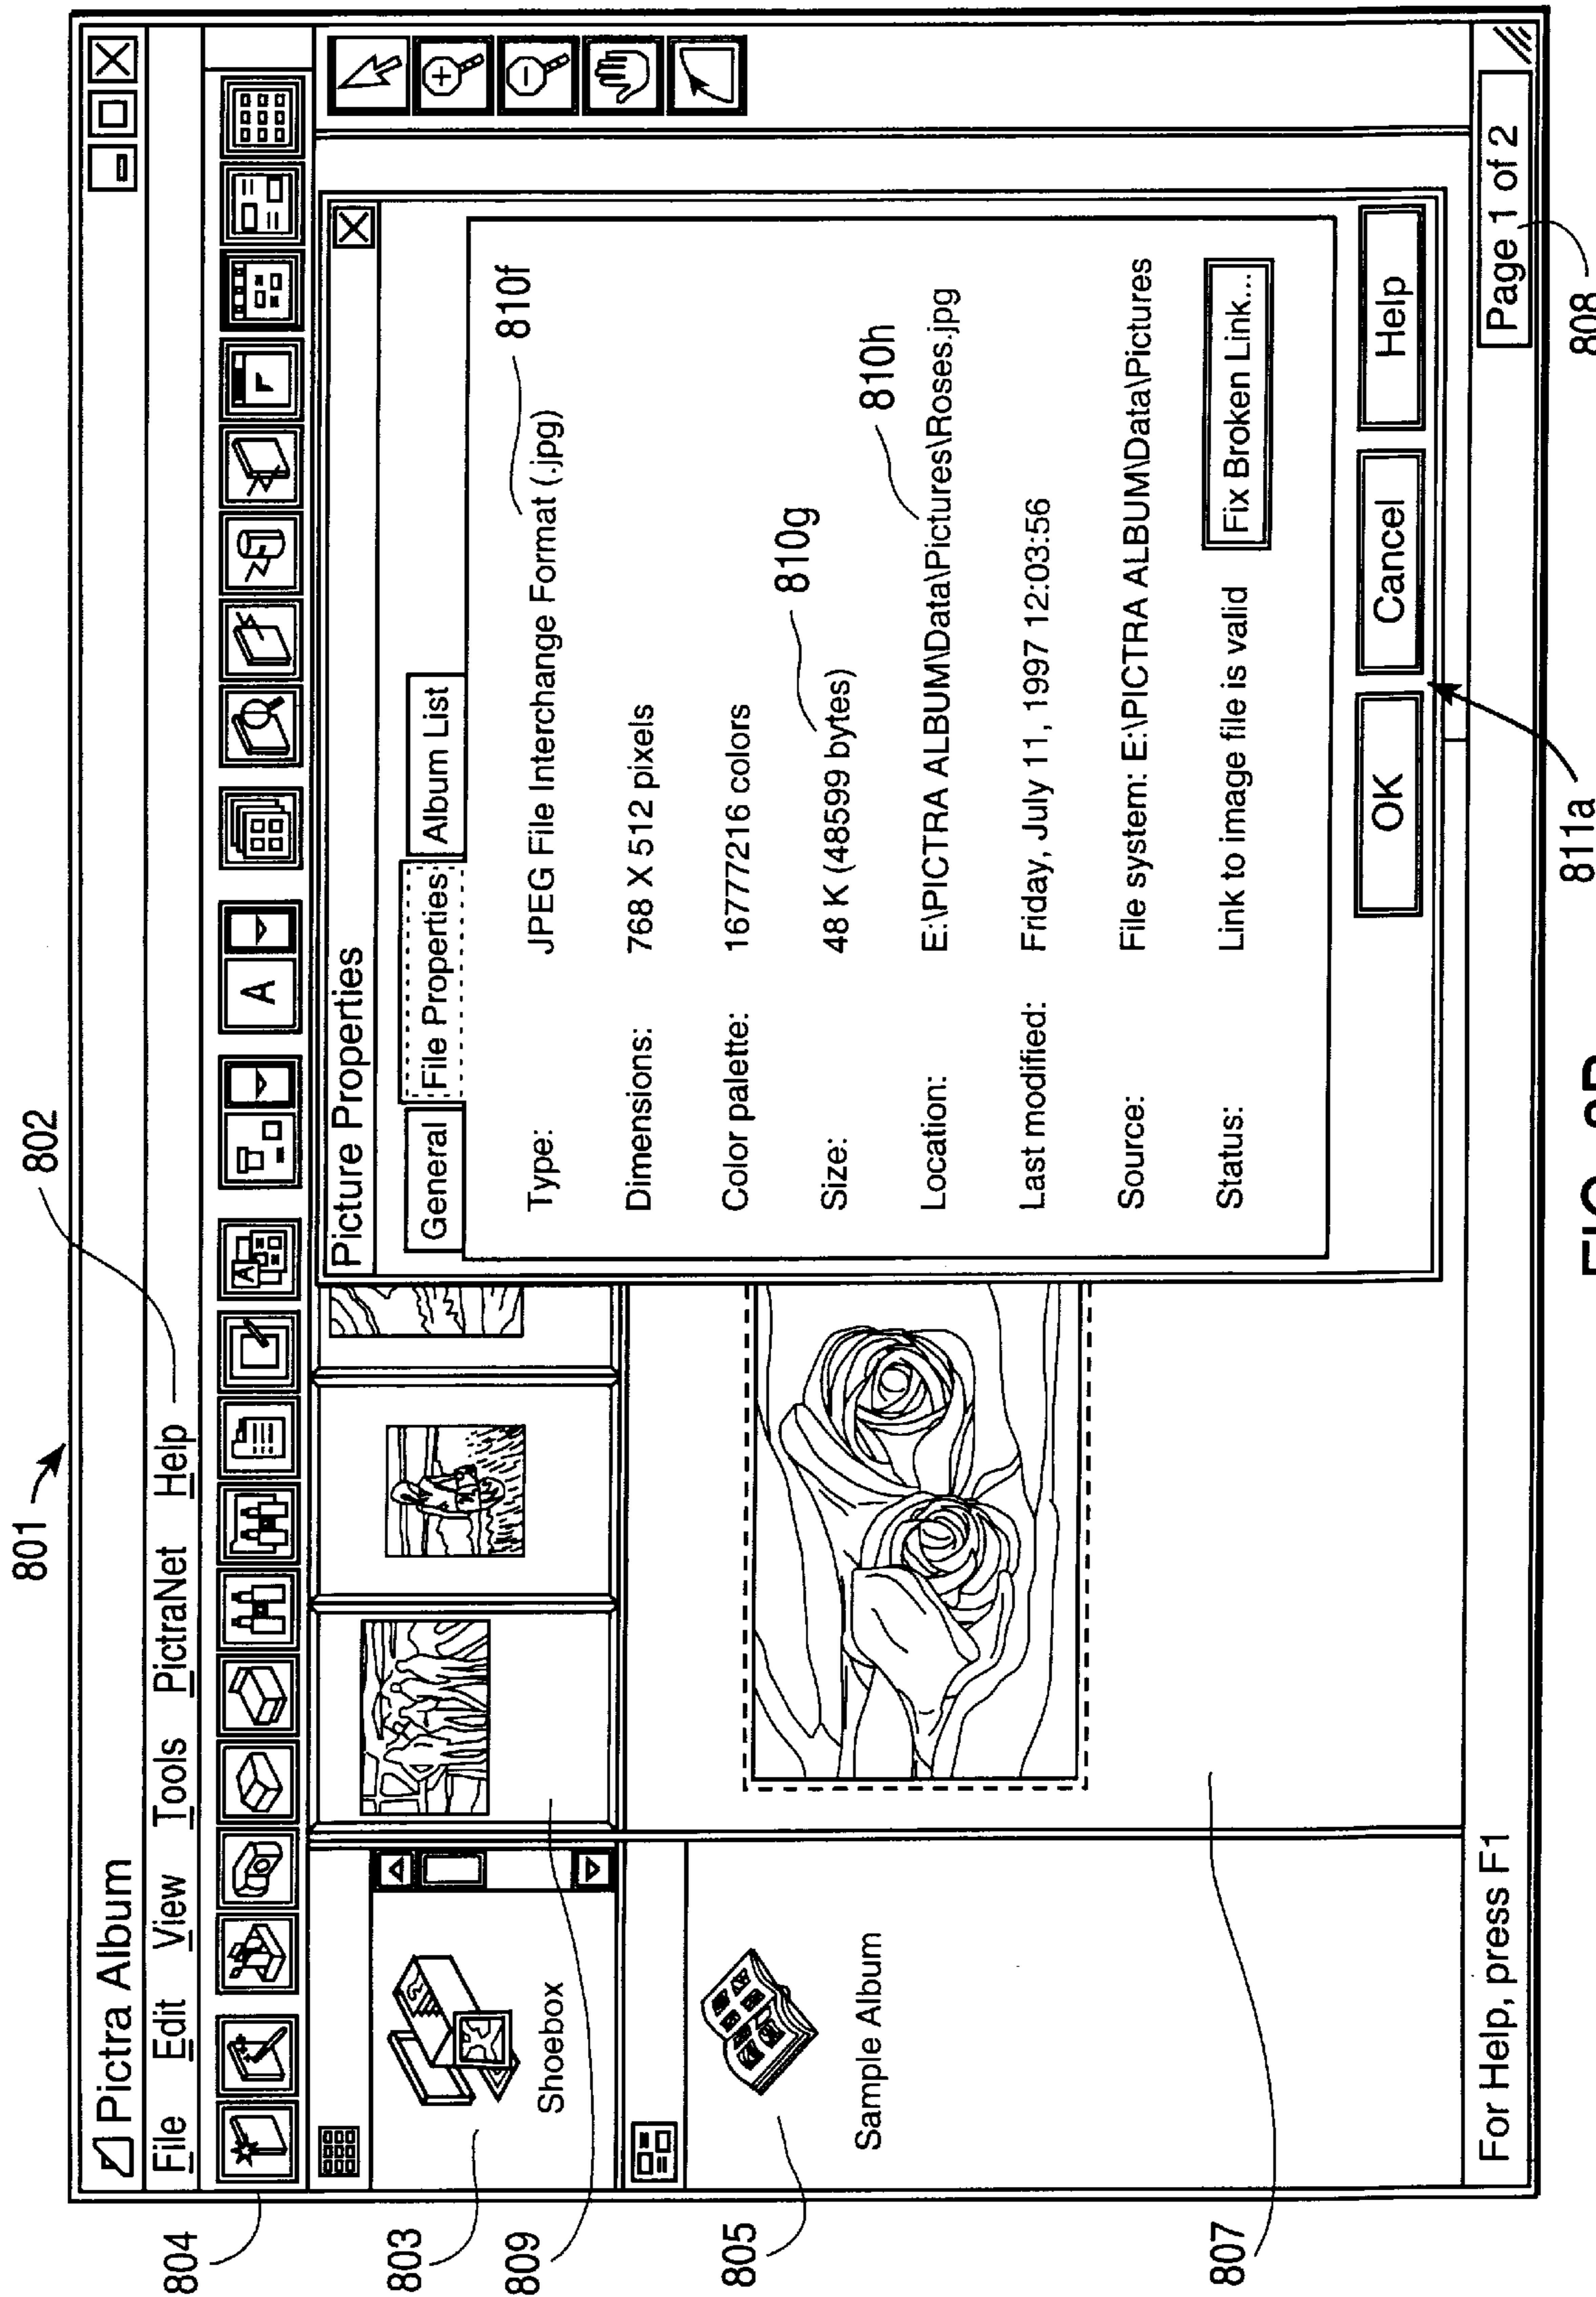 801
802
Pictra Album
File Edit View Tools PictraNet Help
804
A
A
803
Shoebox
809
805
Sample Album
807
Picture Properties
General File Properties Album List
Type: JPEG File Interchange Format (.jpg)
810f
Dimensions: 768 X 512 pixels
Color palette: 16777216 colors
810g
Size: 48 K (48599 bytes)
810h
Location: E:\PICTRA ALBUM\Data\Pictures\Roses.jpg
Last modified: Friday, July 11, 1997 12:03:56
Source: File system: E:\PICTRA ALBUM\Data\Pictures
Status: Link to image file is valid Fix Broken Link...
OK Cancel Help
For Help, press F1 Page 1 of 2
811a
808